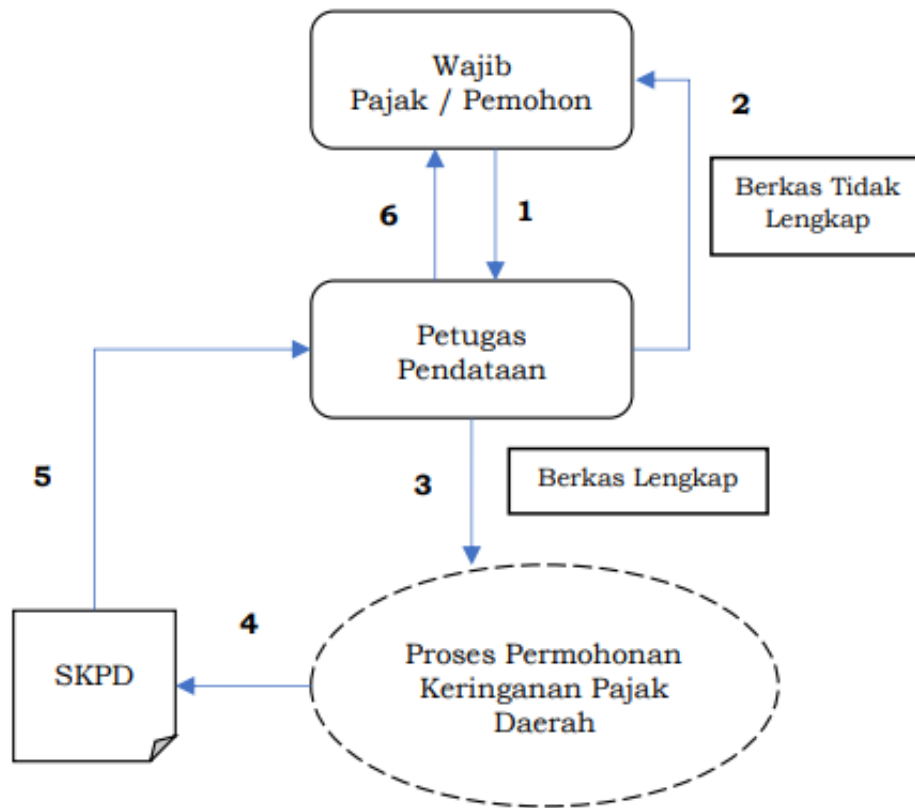 Wajib
Pajak / Pemohon
2
Berkas Tidak
Lengkap
6
1
Petugas
Pendataan
5
3
Berkas Lengkap
4
SKPD
Proses Permohonan
Keringanan Pajak
Daerah